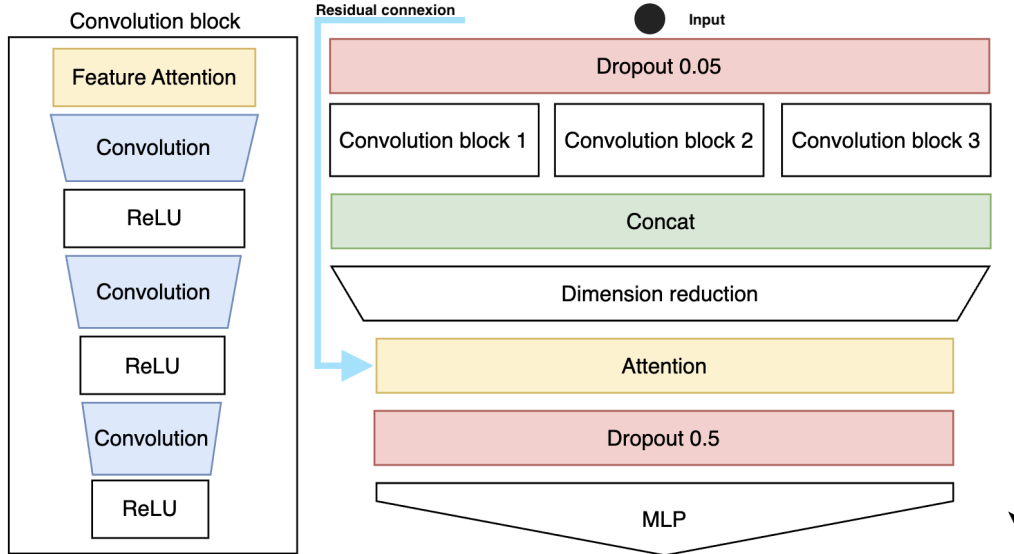 Convolution block
Feature Attention
Convolution
ReLU
Convolution
ReLU
Convolution
ReLU
Residual connexion
Input
Dropout 0.05
Convolution block 1
Convolution block 2
Convolution block 3
Concat
Dimension reduction
Attention
Dropout 0.5
MLP